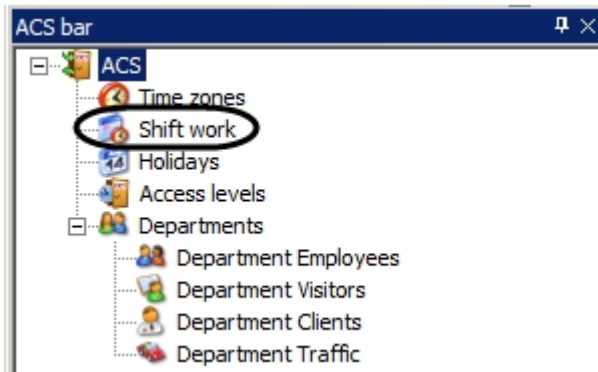 ACS bar
ACS
Time zones
Shift work
Holidays
Access levels
Departments
Department Employees
Department Visitors
Department Clients
Department Traffic